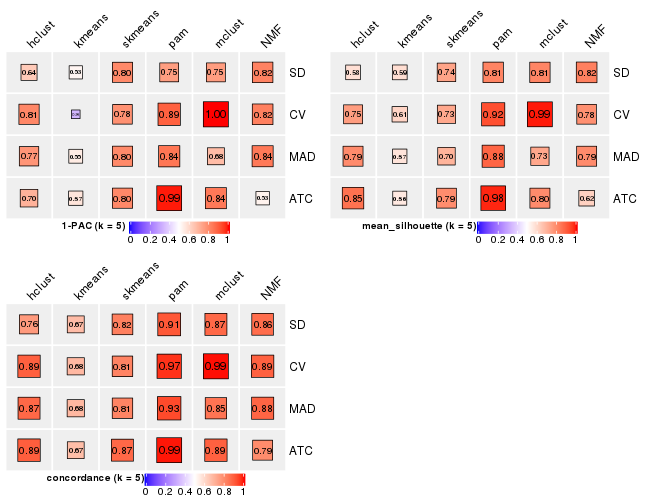 hclust kmeans skmeans pam mclust NMF
0.64 0.53 0.80 0.75 0.75 0.82 SD
0.81 0.78 0.89 1.00 0.82 CV
0.77 0.55 0.80 0.84 0.68 0.84 MAD
0.70 0.57 0.80 0.99 0.84 0.53 ATC
1-PAC (k = 5)
0 0.2 0.4 0.6 0.8 1
hclust kmeans skmeans pam mclust NMF
0.58 0.59 0.74 0.81 0.81 0.82 SD
0.75 0.61 0.73 0.92 0.99 0.78 CV
0.79 0.57 0.70 0.88 0.73 0.79 MAD
0.85 0.56 0.79 0.98 0.80 0.62 ATC
mean_silhouette (k = 5)
0 0.2 0.4 0.6 0.8 1
hclust kmeans skmeans pam mclust NMF
0.76 0.67 0.82 0.91 0.87 0.86 SD
0.89 0.68 0.81 0.97 0.99 0.89 CV
0.87 0.68 0.81 0.93 0.85 0.88 MAD
0.89 0.67 0.87 0.99 0.89 0.79 ATC
concordance (k = 5)
0 0.2 0.4 0.6 0.8 1